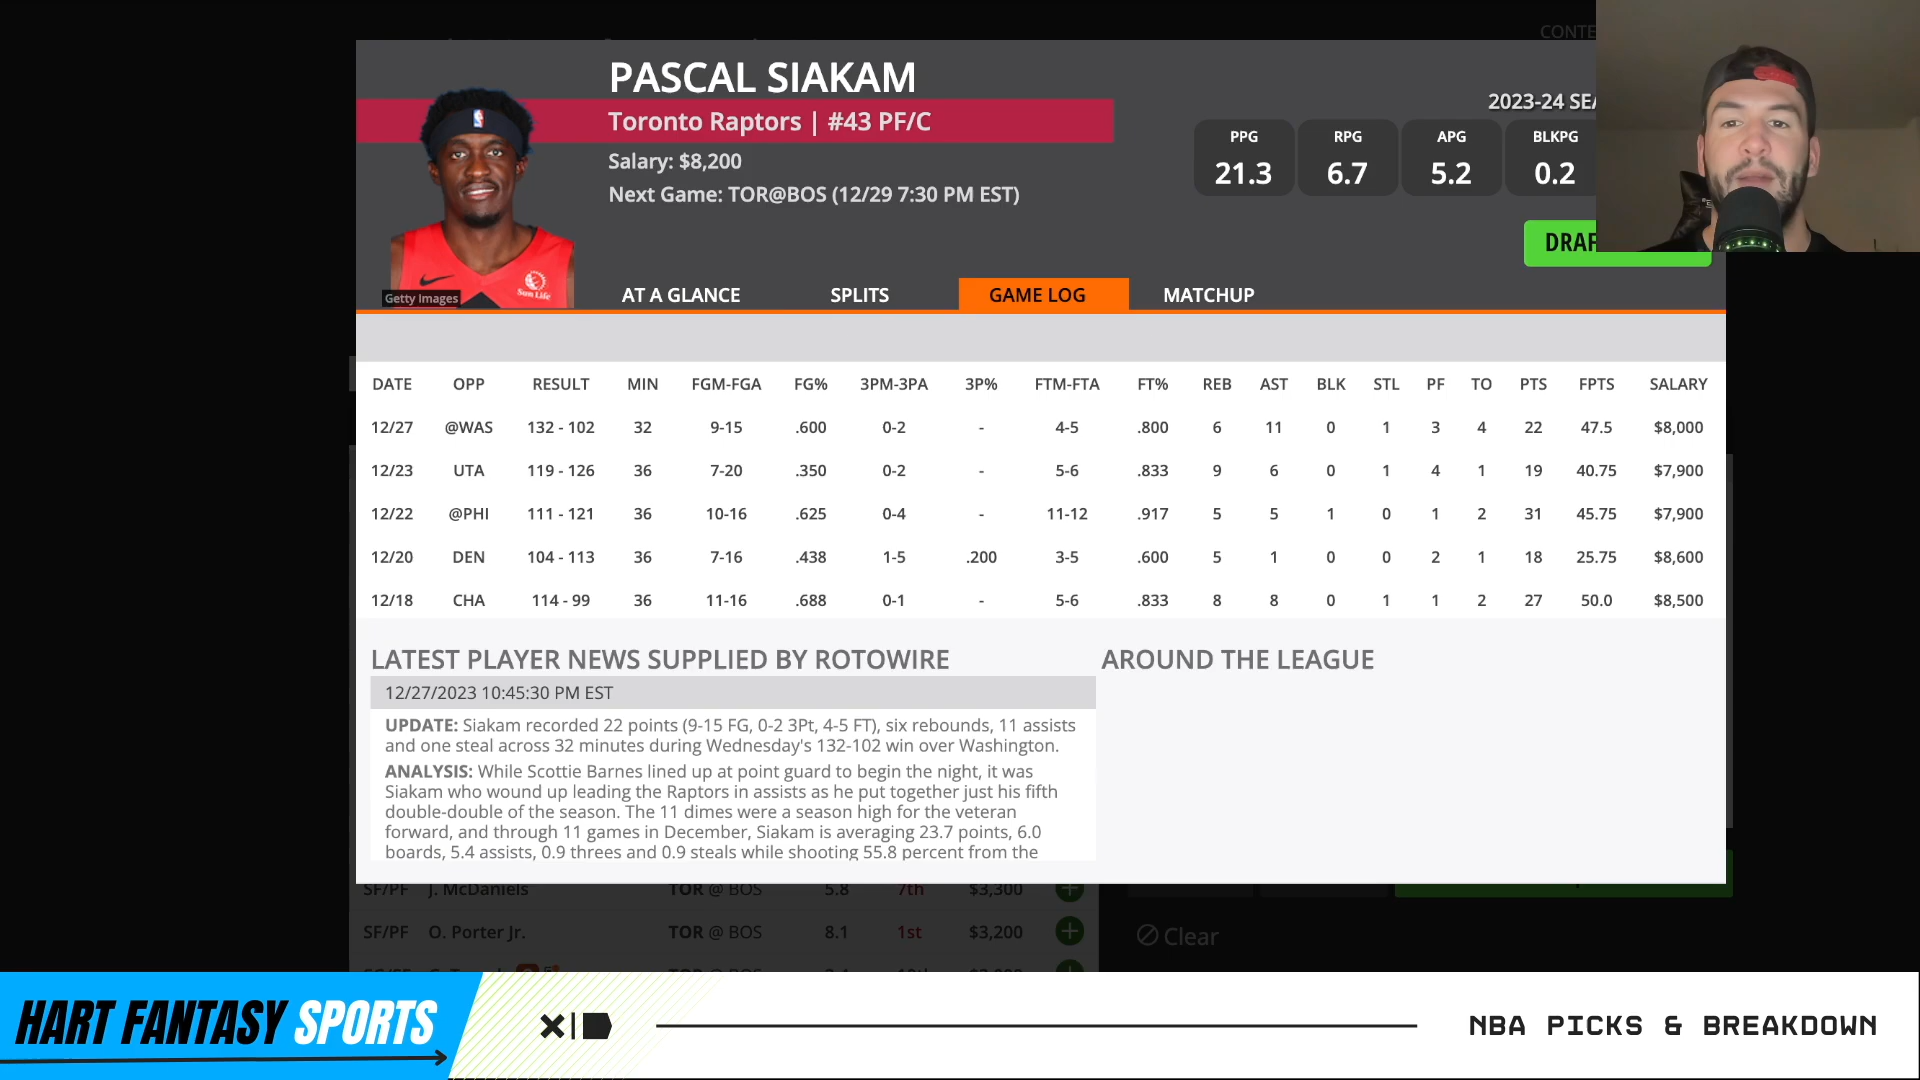 CONTE
PASCAL SIAKAM
Toronto Raptors | #43 PF/C
Salary: $8,200
Next Game: TOR@BOS (12/29 7:30 PM EST)
2023-24 SEA
PPG RPG APG BLKPG
21.3 6.7 5.2 0.2
DRAF
Getty Images
Sun Life
AT A GLANCE SPLITS GAME LOG MATCHUP
DATE OPP RESULT MIN FGM-FGA FG% 3PM-3PA 3P% FTM-FTA FT% REB AST BLK STL PF TO PTS FPTS SALARY
12/27 @WAS 132 - 102 32 9-15 .600 0-2 - 4-5 .800 6 11 0 1 3 4 22 47.5 $8,000
12/23 UTA 119 - 126 36 7-20 .350 0-2 - 5-6 .833 9 6 0 1 4 1 19 40.75 $7,900
12/22 @PHI 111 - 121 36 10-16 .625 0-4 - 11-12 .917 5 5 1 0 1 2 31 45.75 $7,900
12/20 DEN 104 - 113 36 7-16 .438 1-5 .200 3-5 .600 5 1 0 0 2 1 18 25.75 $8,600
12/18 CHA 114 - 99 36 11-16 .688 0-1 - 5-6 .833 8 8 0 1 1 2 27 50.0 $8,500
LATEST PLAYER NEWS SUPPLIED BY ROTOWIRE
AROUND THE LEAGUE
12/27/2023 10:45:30 PM EST
UPDATE: Siakam recorded 22 points (9-15 FG, 0-2 3Pt, 4-5 FT), six rebounds, 11 assists
and one steal across 32 minutes during Wednesday's 132-102 win over Washington.
ANALYSIS: While Scottie Barnes lined up at point guard to begin the night, it was
Siakam who wound up leading the Raptors in assists as he put together just his fifth
double-double of the season. The 11 dimes were a season high for the veteran
forward, and through 11 games in December, Siakam is averaging 23.7 points, 6.0
boards, 5.4 assists, 0.9 threes and 0.9 steals while shooting 55.8 percent from the
SF/PF J. McDaniels TOR @ BOS 5.8 7th $3,300
SF/PF O. Porter Jr. TOR @ BOS 8.1 1st $3,200
Clear
HART FANTASY SPORTS
NBA PICKS & BREAKDOWN